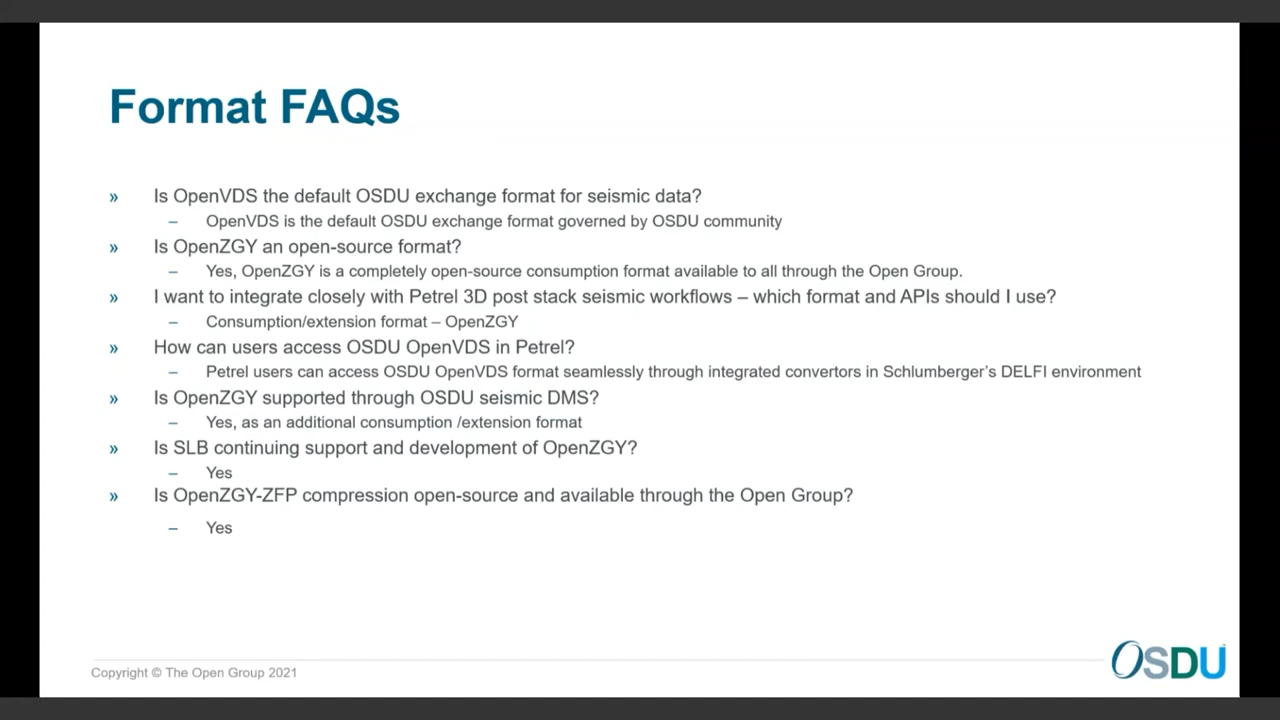 Format FAQs
» Is OpenVDS the default OSDU exchange format for seismic data?
– OpenVDS is the default OSDU exchange format governed by OSDU community
» Is OpenZGY an open-source format?
– Yes, OpenZGY is a completely open-source consumption format available to all through the Open Group.
» I want to integrate closely with Petrel 3D post stack seismic workflows – which format and APIs should I use?
– Consumption/extension format – OpenZGY
» How can users access OSDU OpenVDS in Petrel?
– Petrel users can access OSDU OpenVDS format seamlessly through integrated convertors in Schlumberger’s DELFI environment
» Is OpenZGY supported through OSDU seismic DMS?
– Yes, as an additional consumption /extension format
» Is SLB continuing support and development of OpenZGY?
– Yes
» Is OpenZGY-ZFP compression open-source and available through the Open Group?
– Yes
Copyright © The Open Group 2021
OSDU